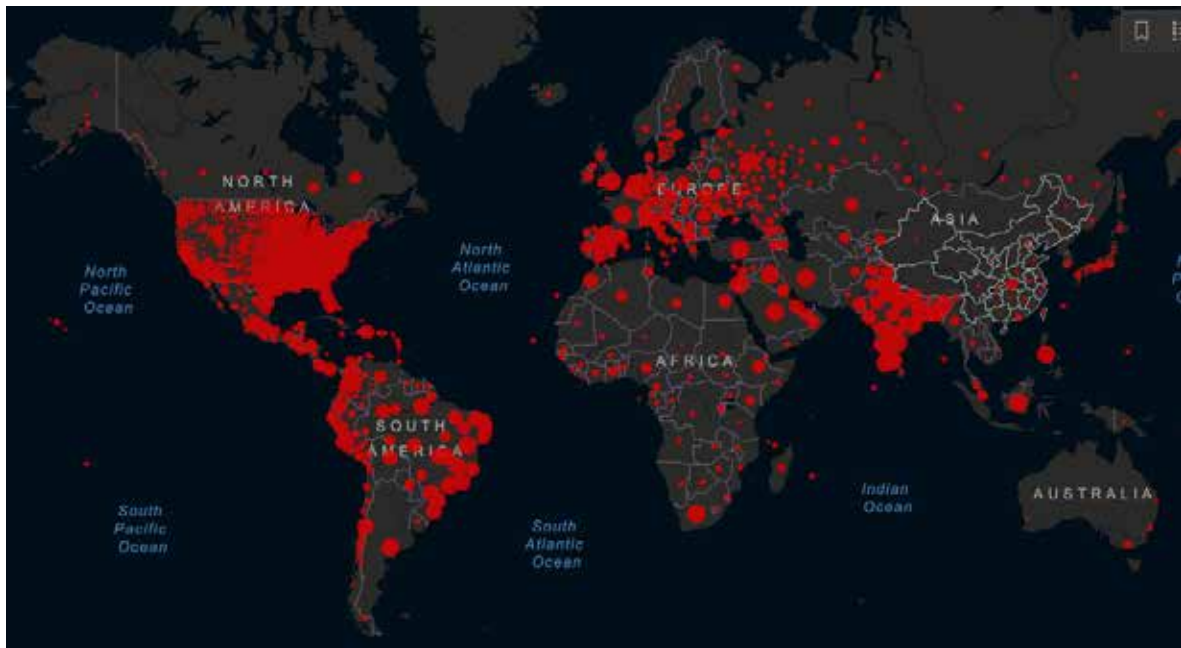 NORTH
AMERICA
EUROPE
ASIA
North
Pacific
Ocean
North
Atlantic
Ocean
AFRICA
SOUTH
AMERICA
South
Pacific
Ocean
South
Atlantic
Ocean
Indian
Ocean
AUSTRALIA